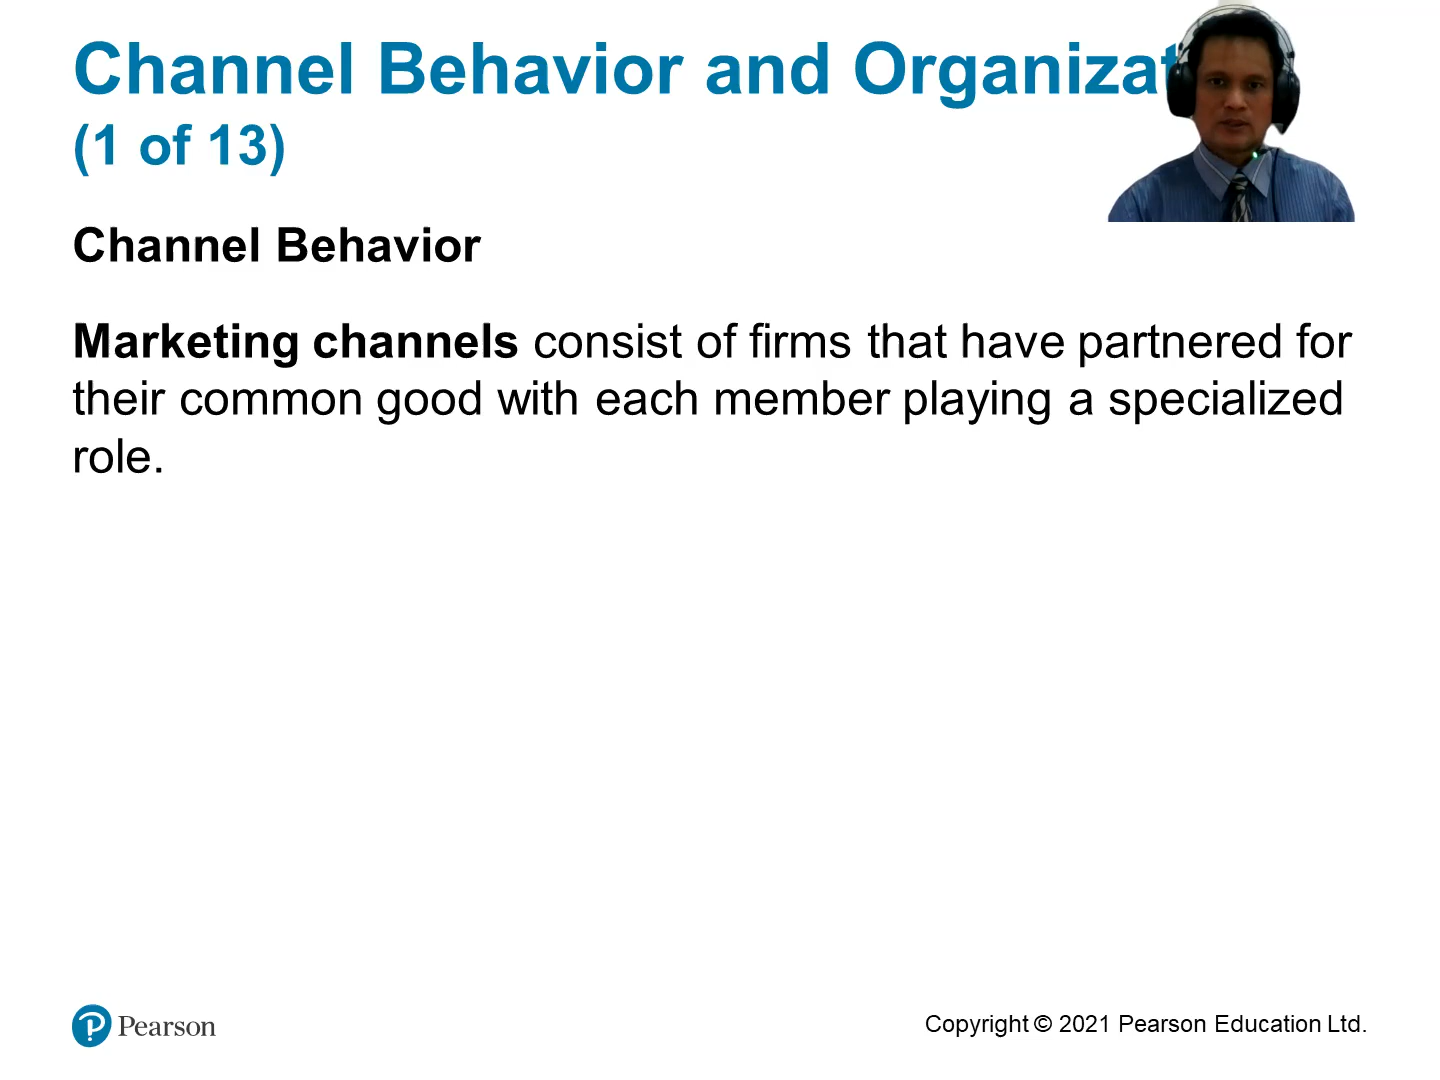 Channel Behavior and Organizat
(1 of 13)
Channel Behavior
Marketing channels consist of firms that have partnered for
their common good with each member playing a specialized
role.
Pearson
Copyright © 2021 Pearson Education Ltd.